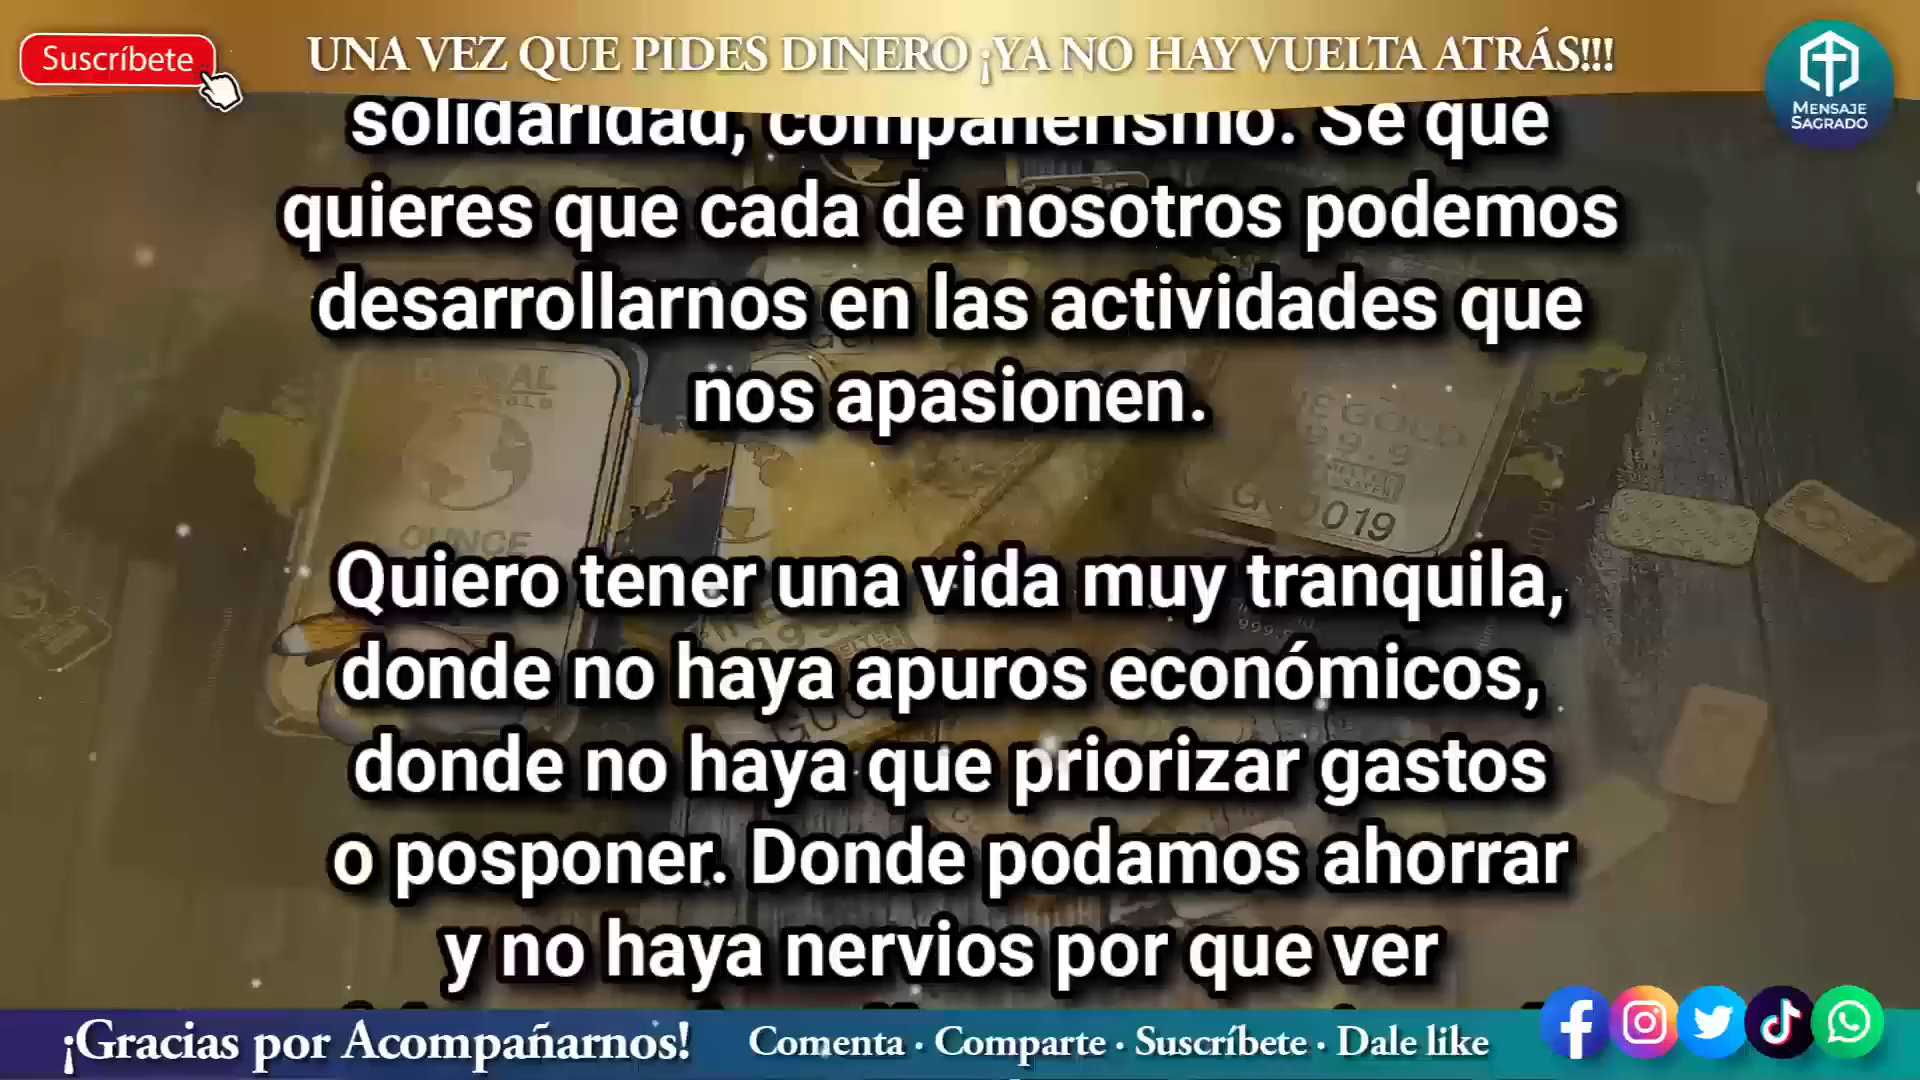 Suscríbete
UNA VEZ QUE PIDES DINERO ¡YA NO HAY VUELTA ATRÁS!!!
MENSAJE
SAGRADO
solidaridad, compañerismo. Se que
quieres que cada de nosotros podemos
desarrollarnos en las actividades que
nos apasionen.
OUNCE
Quiero tener una vida muy tranquila,
donde no haya apuros económicos,
donde no haya que priorizar gastos
o posponer. Donde podamos ahorrar
y no haya nervios por que ver
¡Gracias por Acompañarnos!
Comenta · Comparte · Suscríbete · Dale like